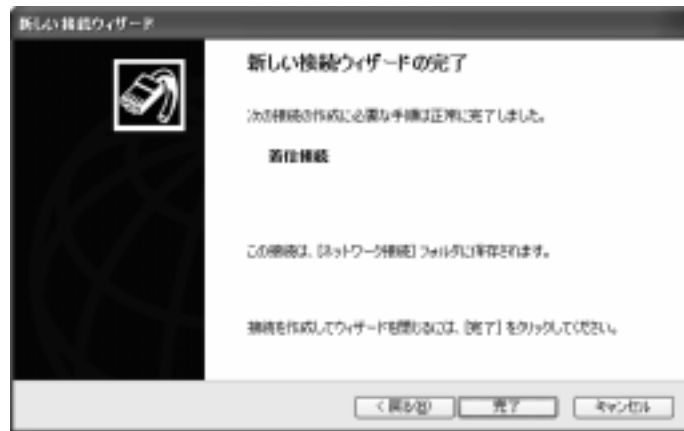 新しい接続ウィザード
新しい接続ウィザードの完了
次の接続の作成に必要な手順は正常に完了しました。
着信接続
この接続は、[ネットワーク接続] フォルダに保存されます。
接続を作成してウィザードを閉じるには、[完了] をクリックしてください。
< 戻る(B)
完了
キャンセル